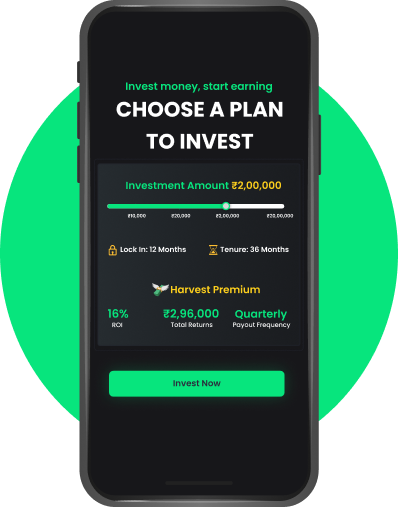 Invest money, start earning
CHOOSE A PLAN
TO INVEST
Investment Amount ₹2,00,000
₹10,000 ₹20,000 ₹2,00,000 ₹20,00,000
Lock In: 12 Months Tenure: 36 Months
Harvest Premium
16% ₹2,96,000 Quarterly
ROI Total Returns Payout Frequency
Invest Now